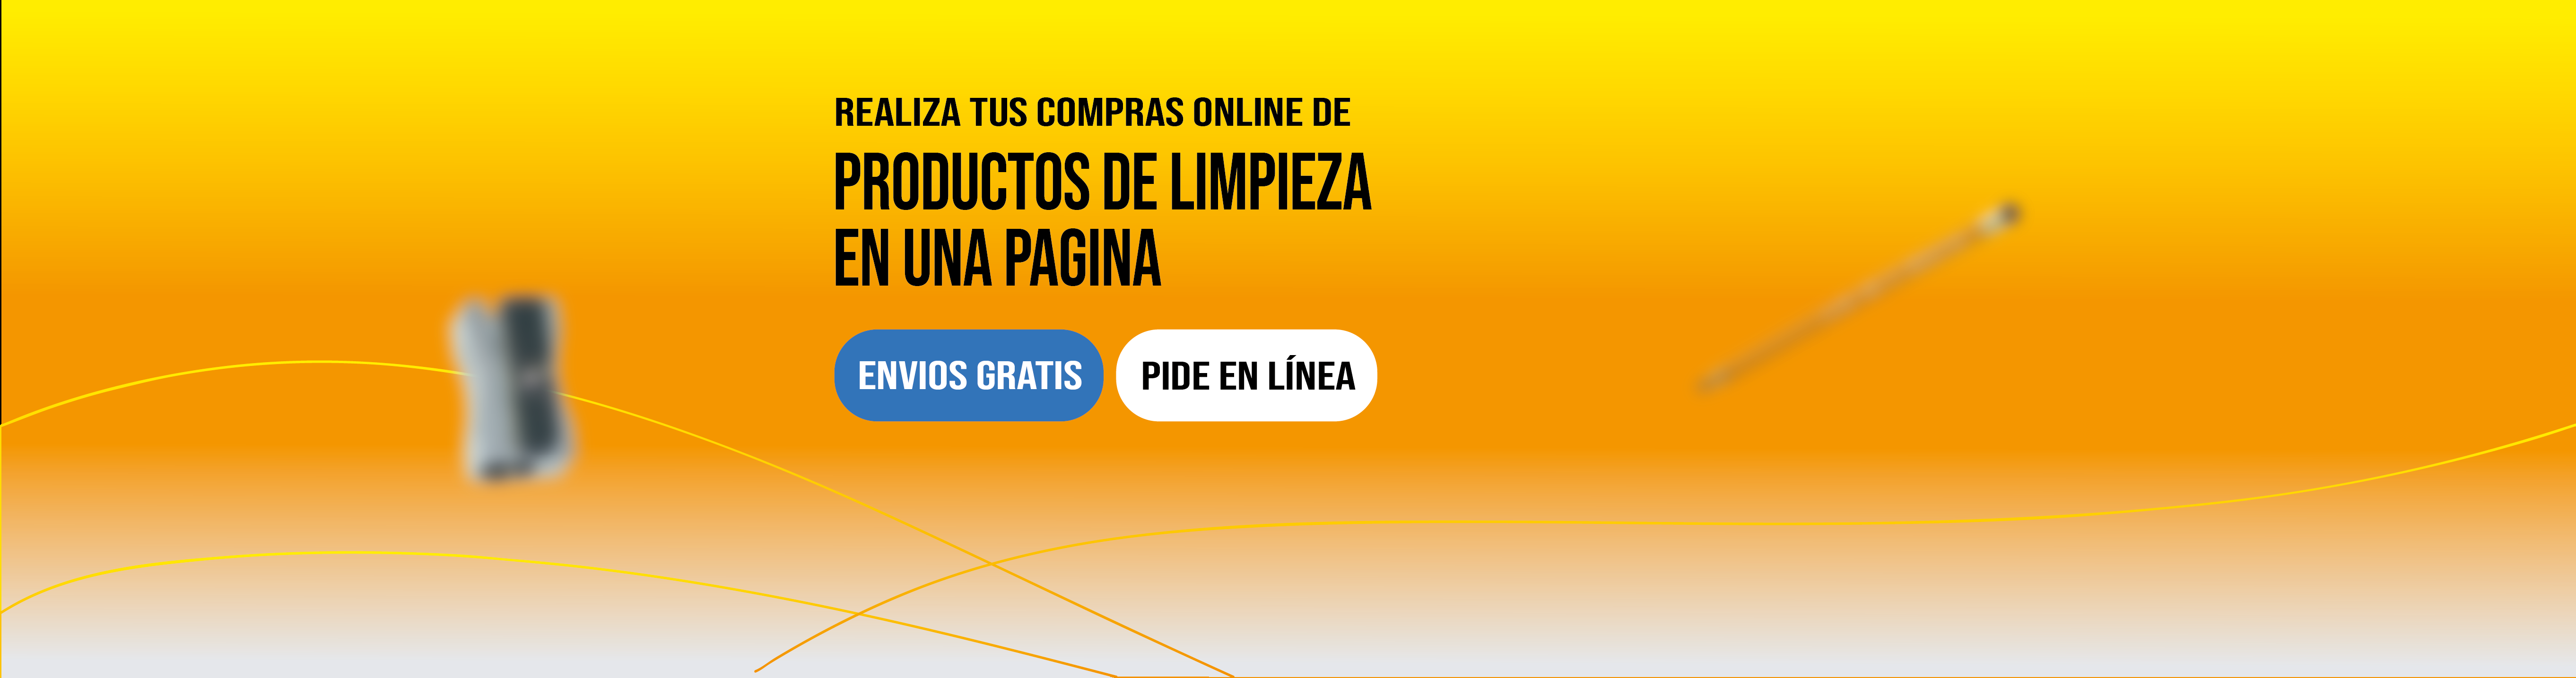 REALIZA TUS COMPRAS ONLINE DE
PRODUCTOS DE LIMPIEZA
EN UNA PAGINA
ENVIOS GRATIS
PIDE EN LÍNEA